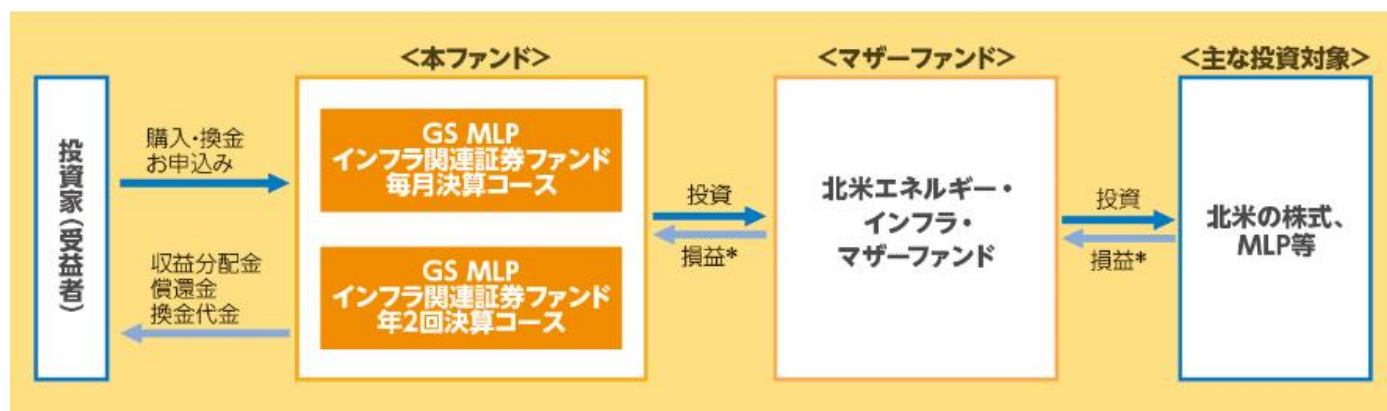 投資家（受益者）
購入・換金
お申込み
収益分配金
償還金
換金代金
＜本ファンド＞
GS MLP
インフラ関連証券ファンド
毎月決算コース
GS MLP
インフラ関連証券ファンド
年2回決算コース
投資
損益*
＜マザーファンド＞
北米エネルギー・
インフラ・
マザーファンド
投資
損益*
＜主な投資対象＞
北米の株式、
MLP等